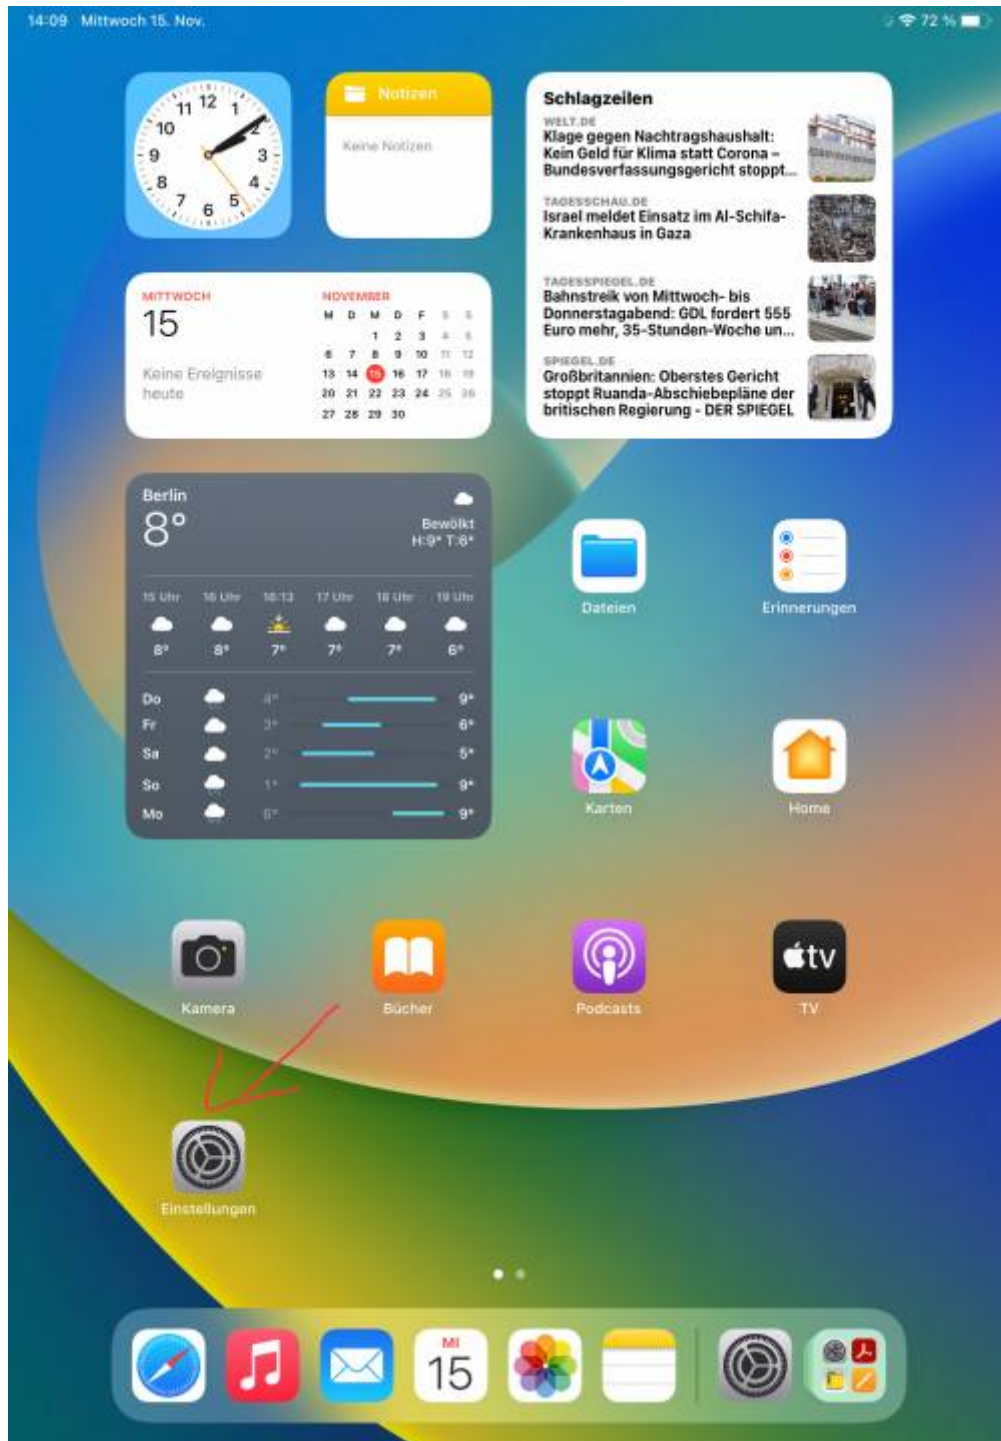 14:09 Mittwoch 15. Nov.
72 %
12
1
2
3
4
5
6
7
8
9
10
11
Notizen
Keine Notizen
Schlagzeilen
WELT.DE
Klage gegen Nachtragshaushalt:
Kein Geld für Klima statt Corona –
Bundesverfassungsgericht stoppt...
TAGESSCHAU.DE
Israel meldet Einsatz im Al-Schifa-
Krankenhaus in Gaza
TAGESSPIEGEL.DE
Bahnstreik von Mittwoch- bis
Donnerstagabend: GDL fordert 555
Euro mehr, 35-Stunden-Woche un...
SPIEGEL.DE
Großbritannien: Oberstes Gericht
stoppt Ruanda-Abschiebepläne der
britischen Regierung - DER SPIEGEL
MITTWOCH
15
Keine Ereignisse
heute
NOVEMBER
M D M D F S S
1 2 3 4 5
6 7 8 9 10 11 12
13 14 15 16 17 18 19
20 21 22 23 24 25 26
27 28 29 30
Berlin
8°
Bewölkt
H:9° T:6°
15 Uhr 16 Uhr 16:13 17 Uhr 18 Uhr 19 Uhr
8° 8° 7° 7° 7° 6°
Do 4° 9°
Fr 3° 6°
Sa 2° 5°
So 1° 9°
Mo 6° 9°
Dateien
Erinnerungen
Karten
Home
Kamera
Bücher
Podcasts
tv
TV
Einstellungen
MI
15